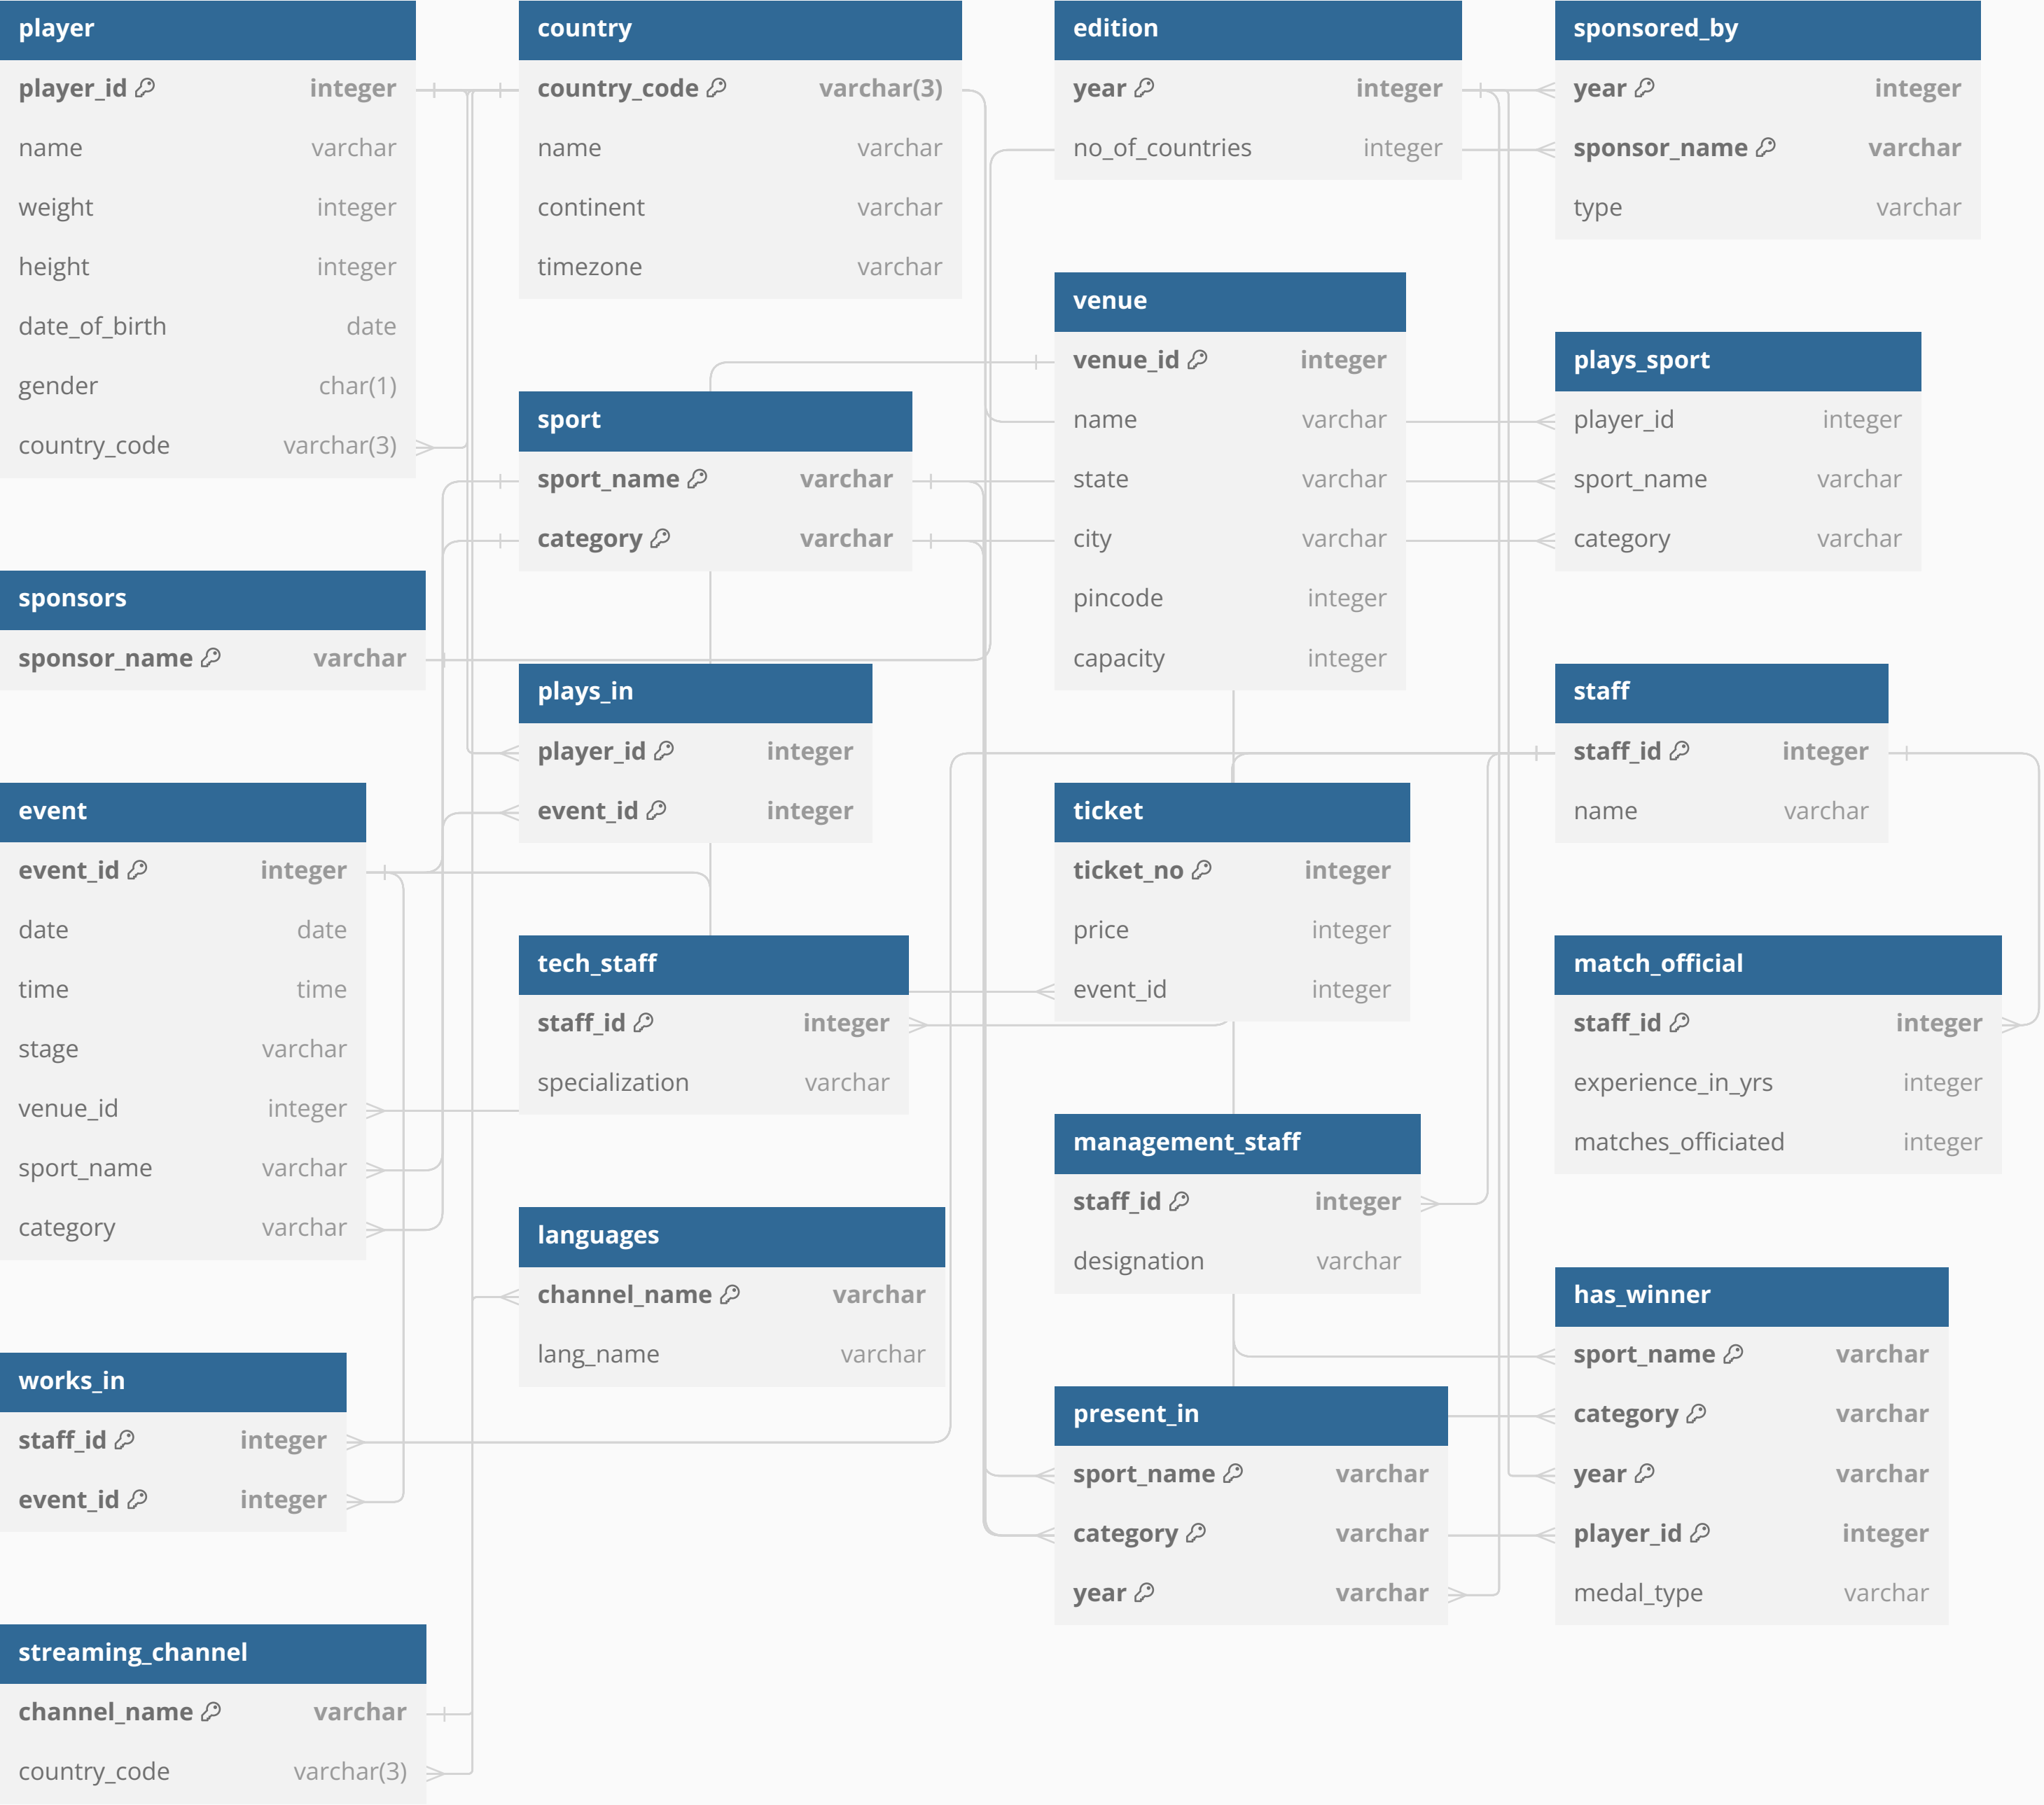 player
player_id integer
name varchar
weight integer
height integer
date_of_birth date
gender char(1)
country_code varchar(3)
sponsors
sponsor_name varchar
event
event_id integer
date date
time time
stage varchar
venue_id integer
sport_name varchar
category varchar
works_in
staff_id integer
event_id integer
streaming_channel
channel_name varchar
country_code varchar(3)
country
country_code varchar(3)
name varchar
continent varchar
timezone varchar
sport
sport_name varchar
category varchar
plays_in
player_id integer
event_id integer
tech_staff
staff_id integer
specialization varchar
languages
channel_name varchar
lang_name varchar
edition
year integer
no_of_countries integer
venue
venue_id integer
name varchar
state varchar
city varchar
pincode integer
capacity integer
ticket
ticket_no integer
price integer
event_id integer
management_staff
staff_id integer
designation varchar
present_in
sport_name varchar
category varchar
year varchar
sponsored_by
year integer
sponsor_name varchar
type varchar
plays_sport
player_id integer
sport_name varchar
category varchar
staff
staff_id integer
name varchar
match_official
staff_id integer
experience_in_yrs integer
matches_officiated integer
has_winner
sport_name varchar
category varchar
year varchar
player_id integer
medal_type varchar